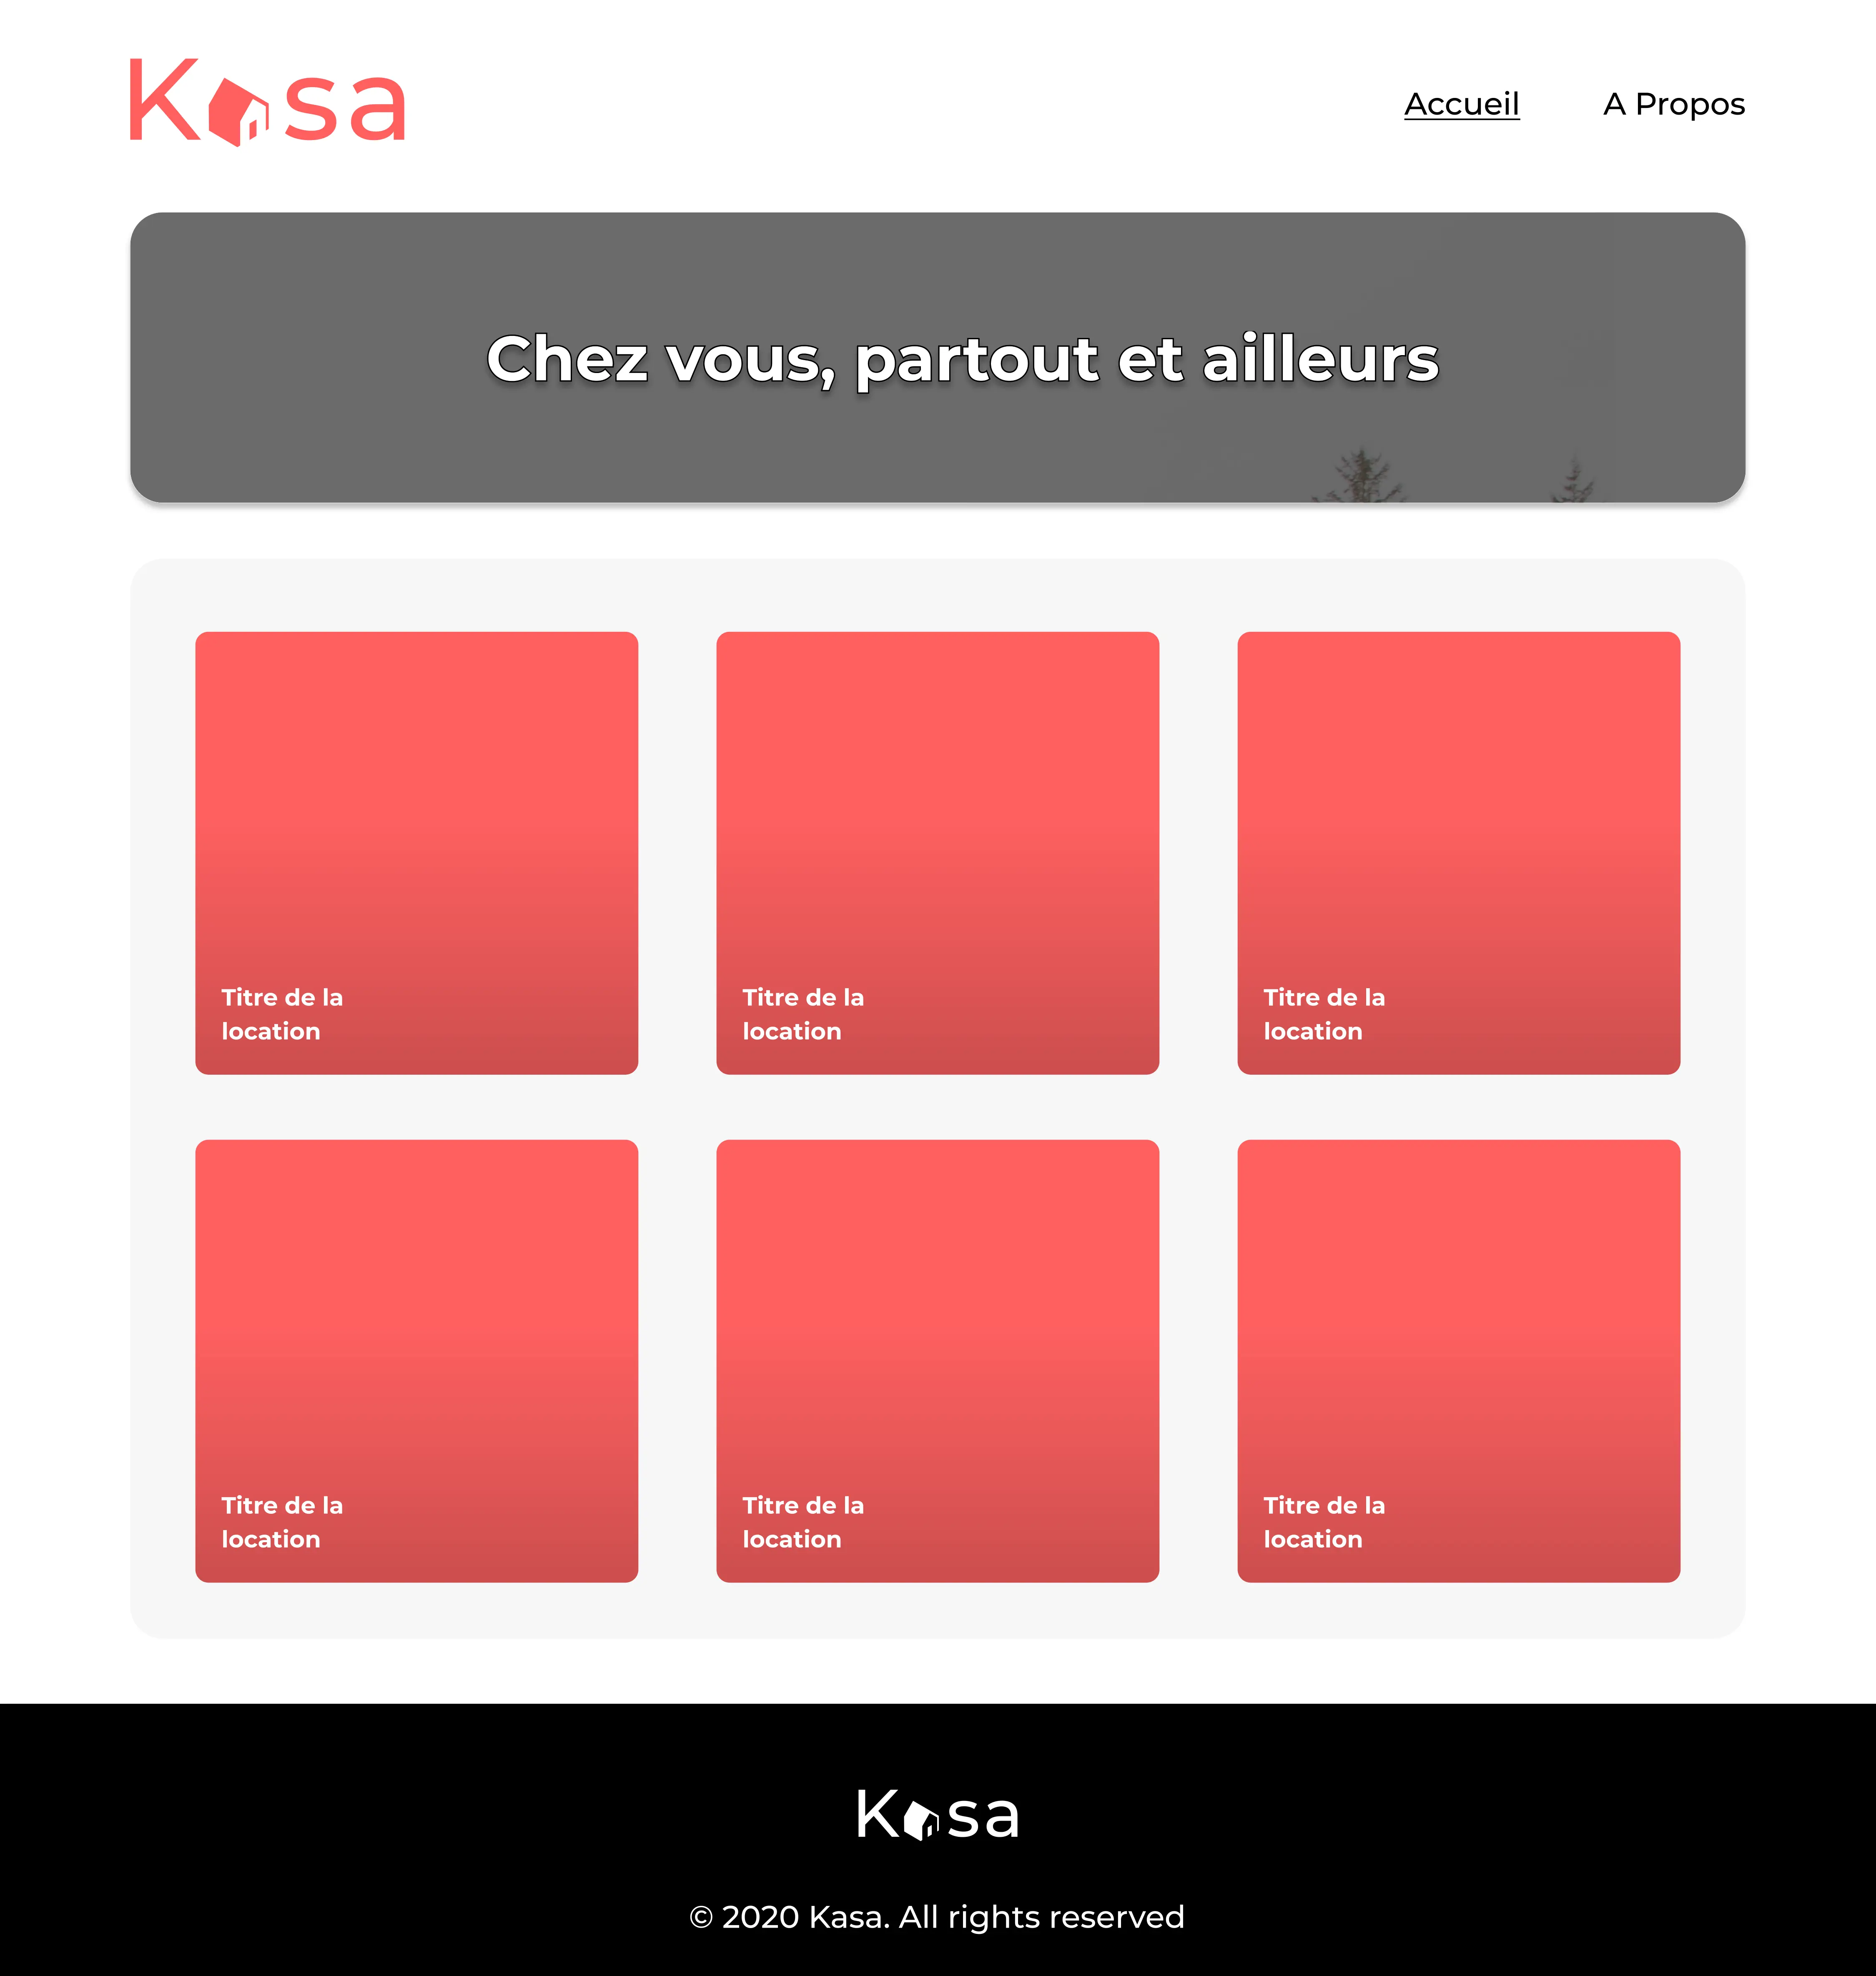 Kasa
Accueil
A Propos
Chez vous, partout et ailleurs
Titre de la
location
Titre de la
location
Titre de la
location
Titre de la
location
Titre de la
location
Titre de la
location
Kasa
© 2020 Kasa. All rights reserved